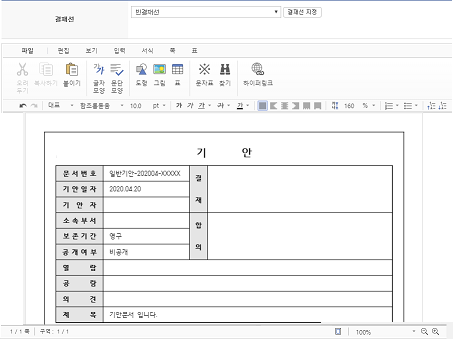 결재선 빈결재선 결재선 지정
파일 편집 보기 입력 서식 쪽 표
오려두기 복사하기 붙이기 글자모양 문단모양 도형 그림 표 문자표 찾기 하이퍼링크
대표 함초롬돋움 10.0 pt 가 가 가 가 가 160 %
기 안
문서번호 일반기안-202004-XXXXX 결재
기안일자 2020.04.20
기 안 자
소속부서 합의
보존기간 영구
공개여부 비공개
열 람
공 람
의 견
제 목 기안문서 입니다.
1 / 1 쪽 구역: 1 / 1 100%